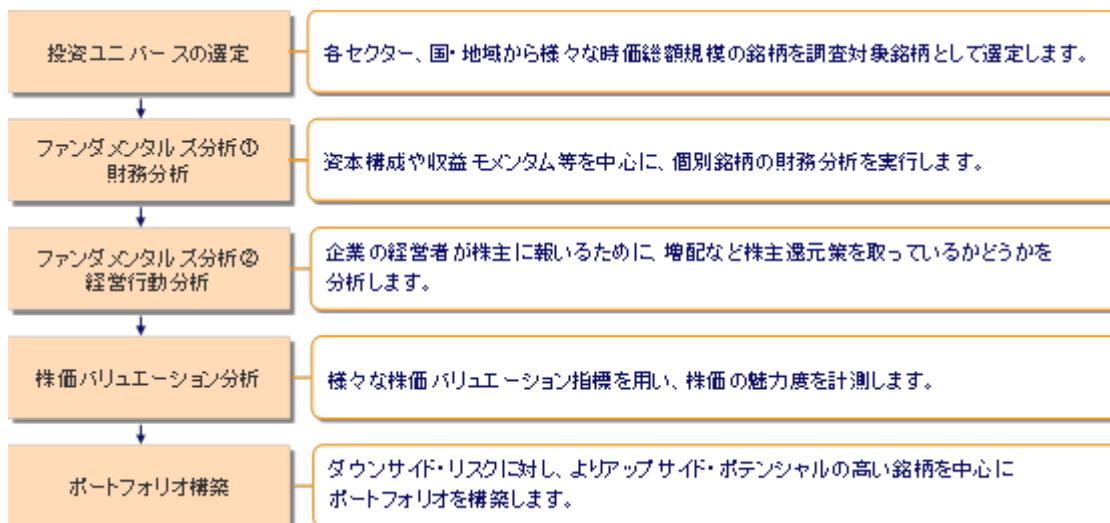 投資ユニバースの選定
各セクター、国・地域から様々な時価総額規模の銘柄を調査対象銘柄として選定します。
ファンダメンタルズ分析①
財務分析
資本構成や収益モメンタム等を中心に、個別銘柄の財務分析を実行します。
ファンダメンタルズ分析②
経営行動分析
企業の経営者が株主に報いるために、増配など株主還元策を取っているかどうかを
分析します。
株価バリュエーション分析
様々な株価バリュエーション指標を用い、株価の魅力度を計測します。
ポートフォリオ構築
ダウンサイド・リスクに対し、よりアップサイド・ポテンシャルの高い銘柄を中心に
ポートフォリオを構築します。